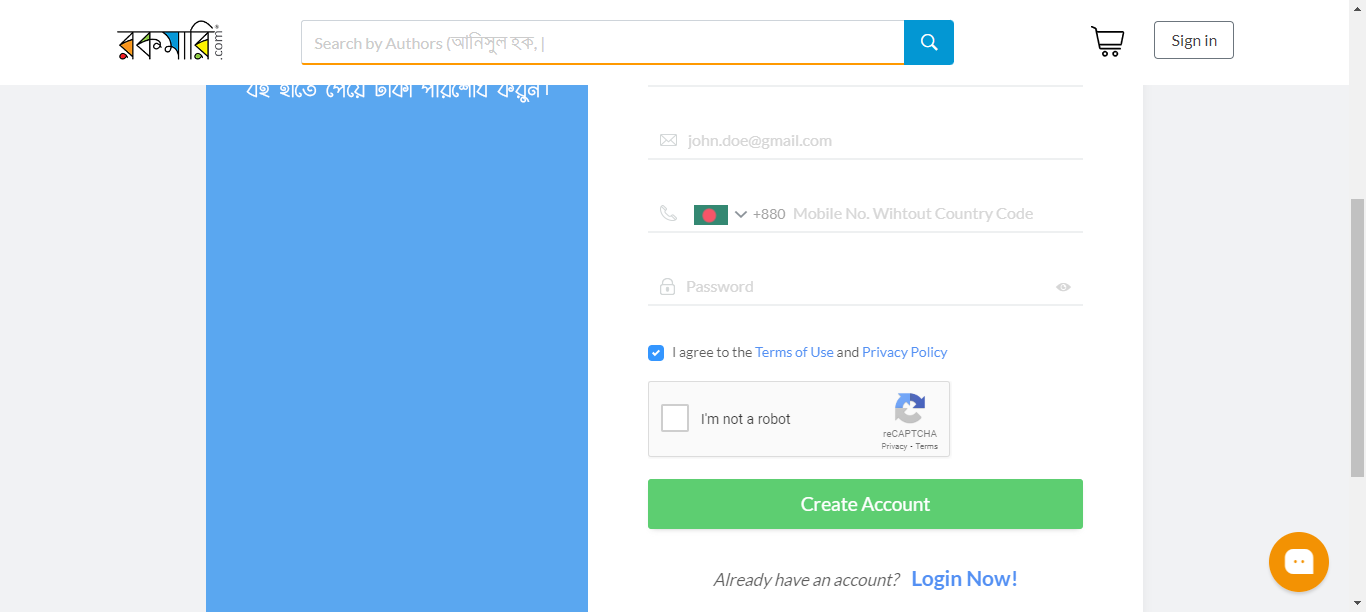 রকমারি.com
Search by Authors (আনিসুল হক, |
Sign in
যহ হাতে পেয়ে টাকা পরিশোধ করুন।
john.doe@gmail.com
+880 Mobile No. Wihtout Country Code
Password
I agree to the Terms of Use and Privacy Policy
I'm not a robot
reCAPTCHA
Privacy - Terms
Create Account
Already have an account? Login Now!